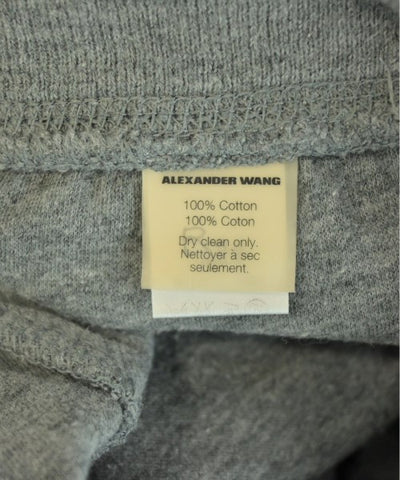 ALEXANDER WANG
100% Cotton
100% Coton
Dry clean only.
Nettoyer à sec
seulement.